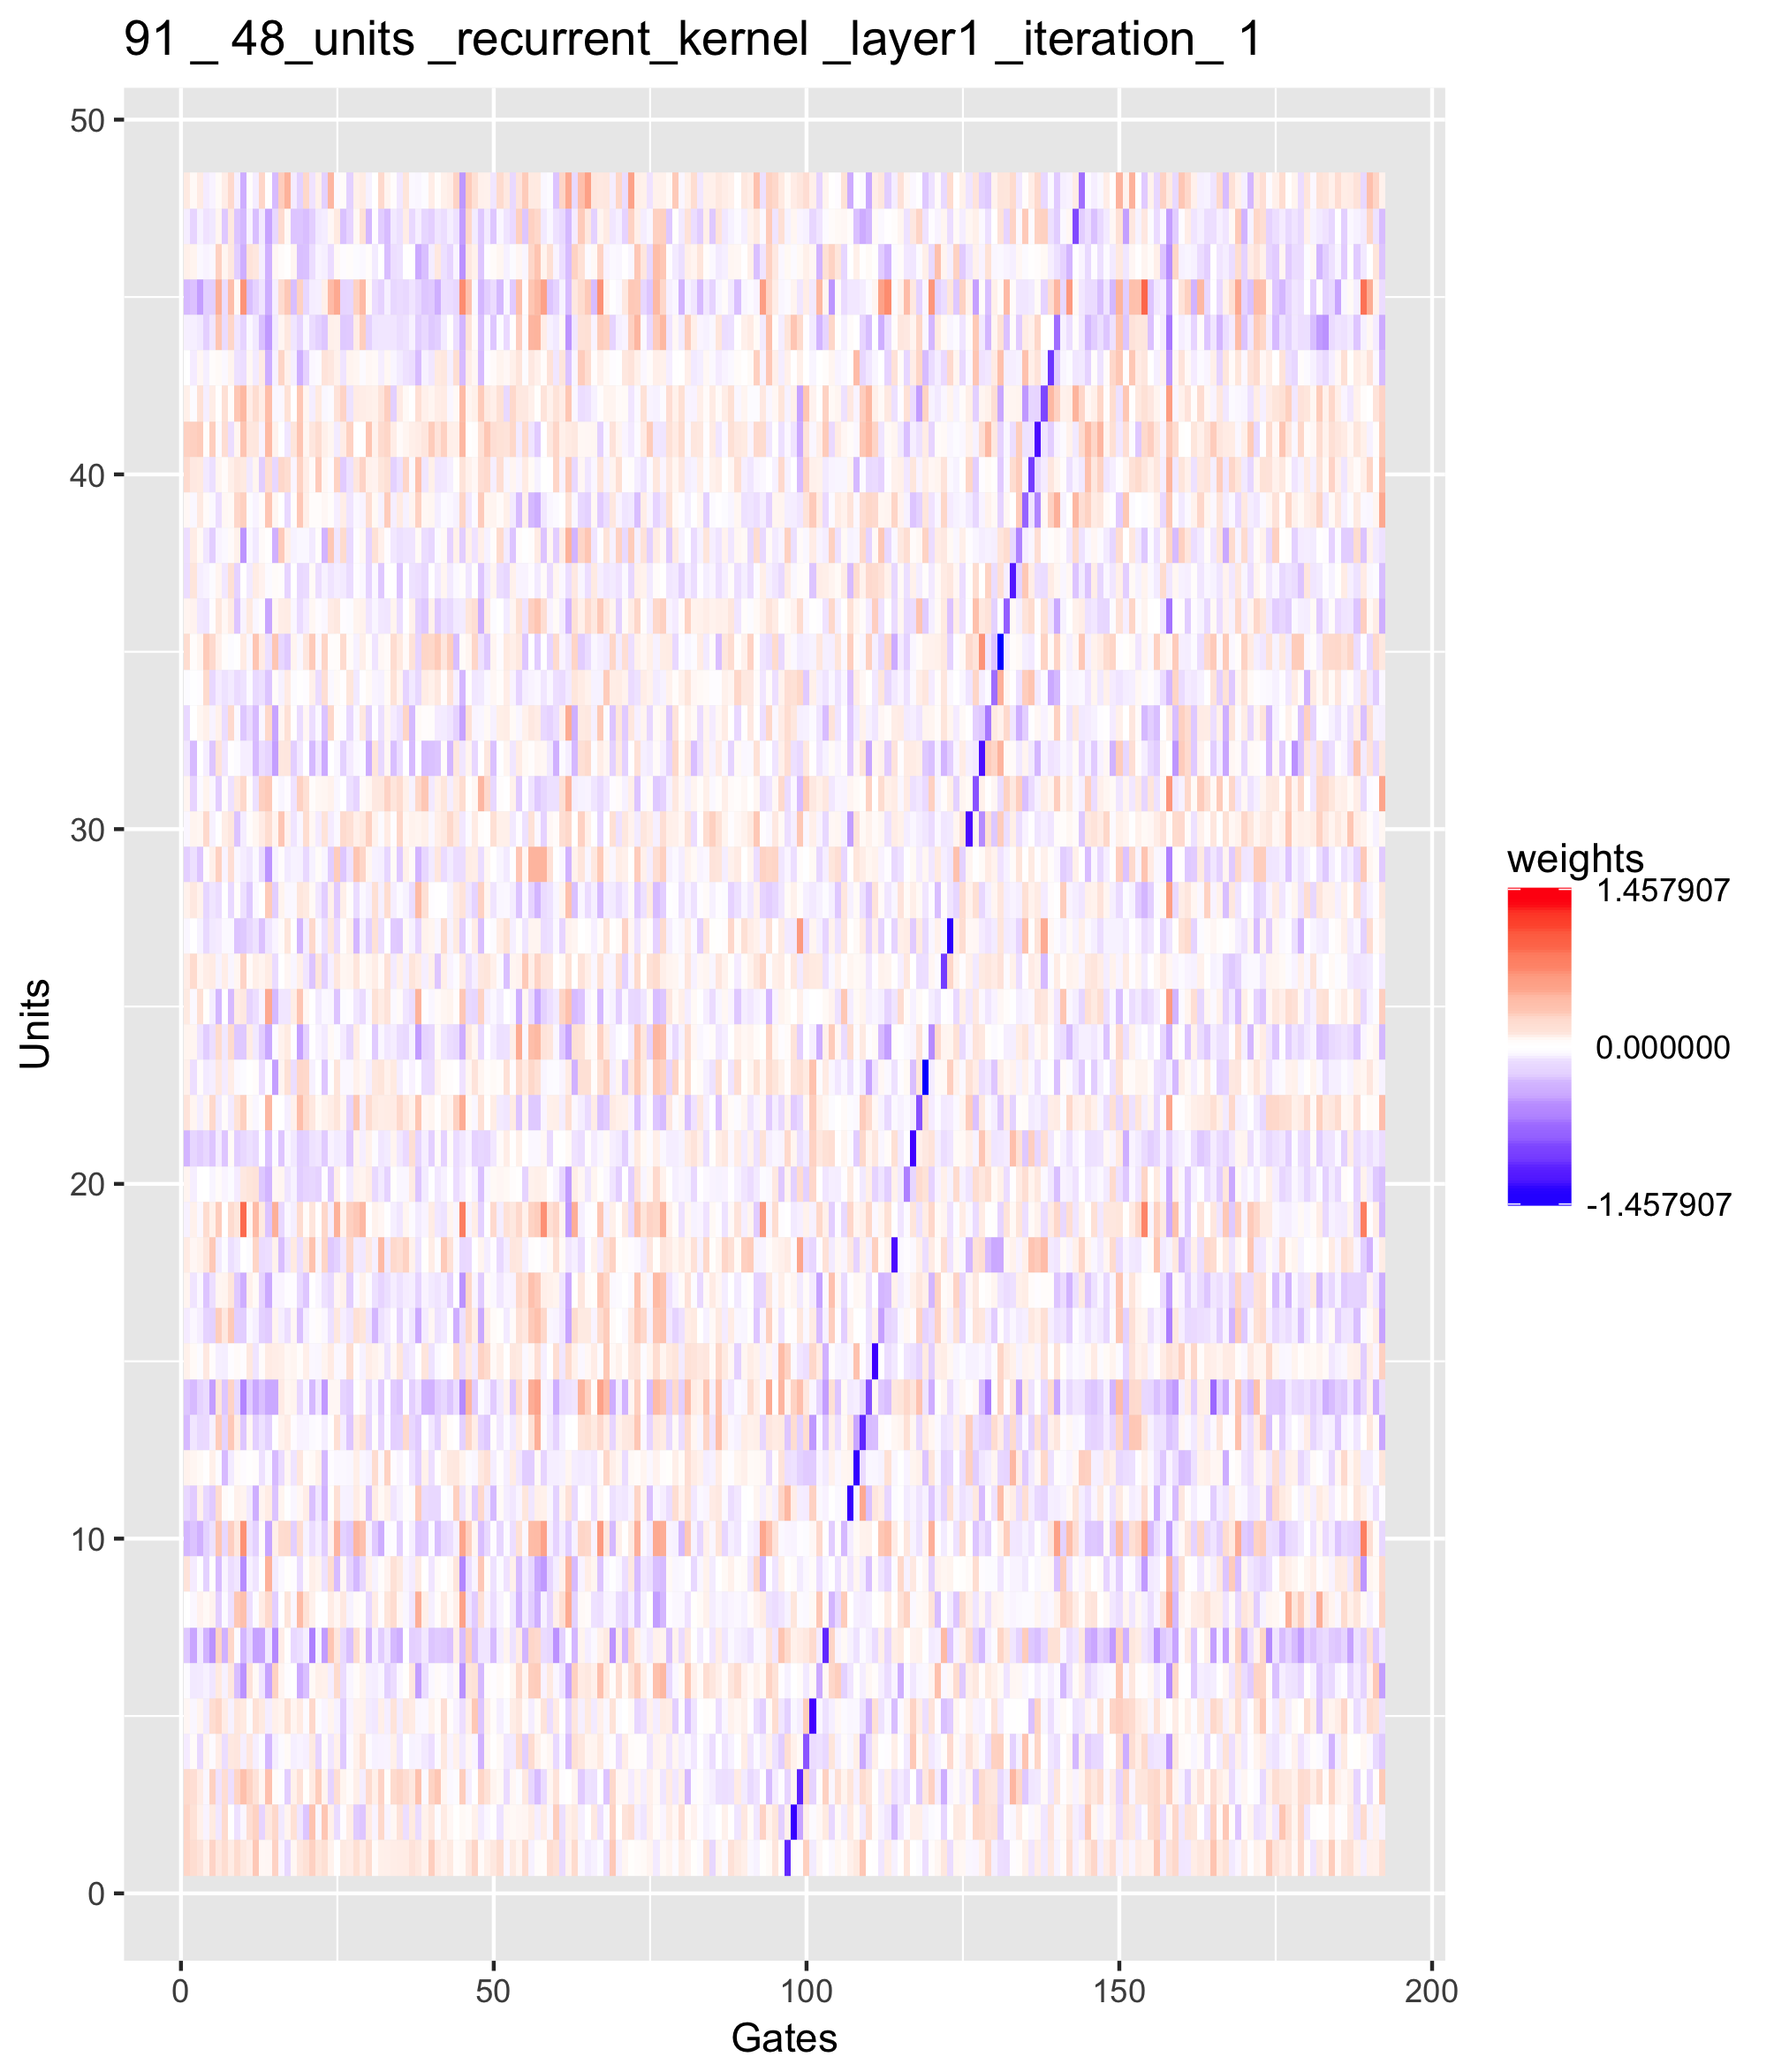 91 _ 48_units _recurrent_kernel _layer1 _iteration_ 1
50
40
30
20
10
0
Units
0 50 100 150 200
Gates
weights
1.457907
0.000000
-1.457907